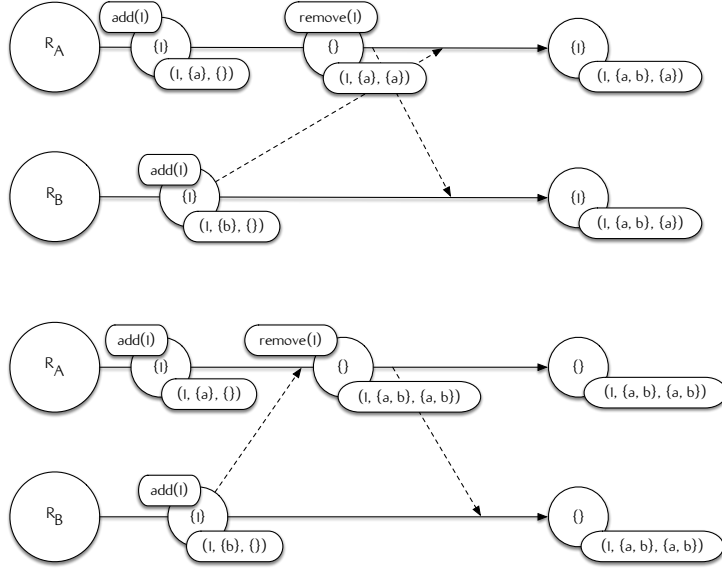 add(1)
remove(1)
R_A
{1}
{}
{1}
(1, {a}, {})
(1, {a}, {a})
(1, {a, b}, {a})
add(1)
R_B
{1}
{1}
(1, {b}, {})
(1, {a, b}, {a})
add(1)
remove(1)
R_A
{1}
{}
{}
(1, {a}, {})
(1, {a, b}, {a, b})
(1, {a, b}, {a, b})
add(1)
R_B
{1}
{}
(1, {b}, {})
(1, {a, b}, {a, b})